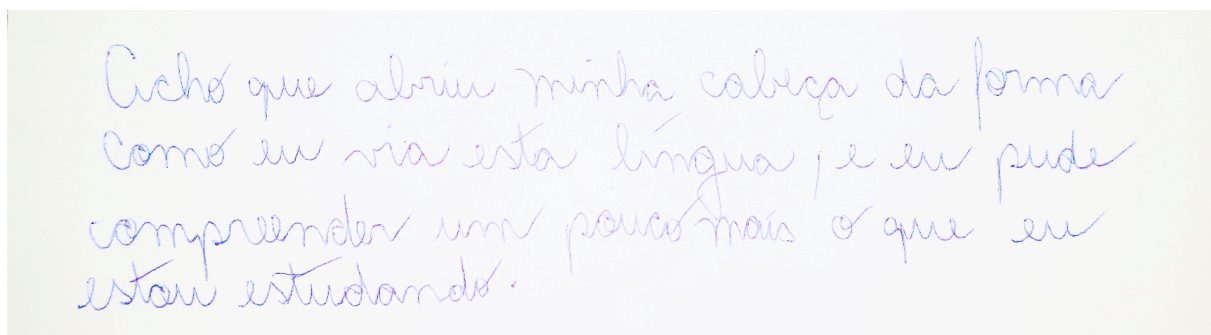 Acho que abriu minha cabeça da forma
como eu via esta língua, e eu pude
compreender um pouco mais o que eu
estou estudando.